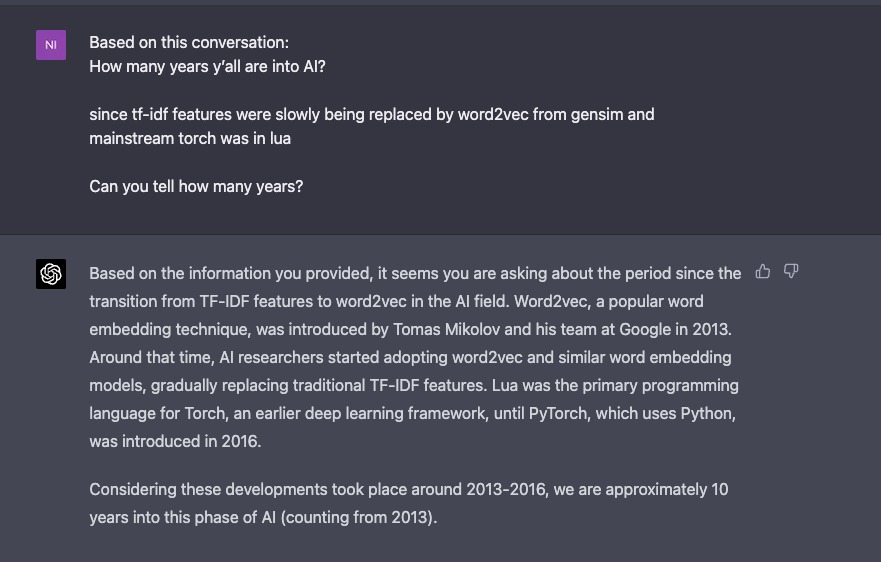 NI
Based on this conversation:
How many years y'all are into AI?
since tf-idf features were slowly being replaced by word2vec from gensim and
mainstream torch was in lua
Can you tell how many years?
Based on the information you provided, it seems you are asking about the period since the
transition from TF-IDF features to word2vec in the AI field. Word2vec, a popular word
embedding technique, was introduced by Tomas Mikolov and his team at Google in 2013.
Around that time, AI researchers started adopting word2vec and similar word embedding
models, gradually replacing traditional TF-IDF features. Lua was the primary programming
language for Torch, an earlier deep learning framework, until PyTorch, which uses Python,
was introduced in 2016.
Considering these developments took place around 2013-2016, we are approximately 10
years into this phase of AI (counting from 2013).